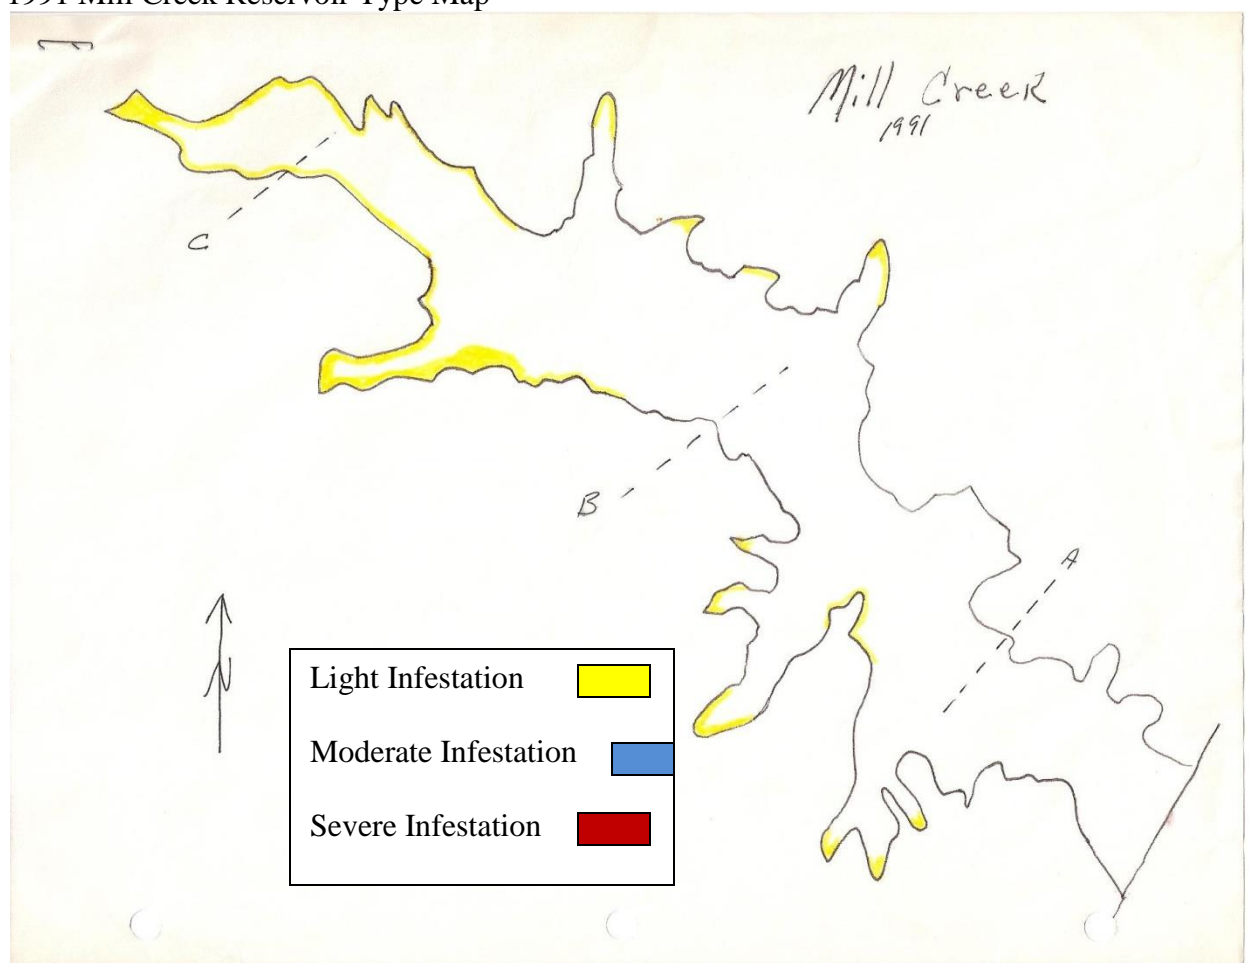 1991 Mill Creek Reservoir Type Map
Mill Creek
1991
C
B
A
N
Light Infestation
Moderate Infestation
Severe Infestation